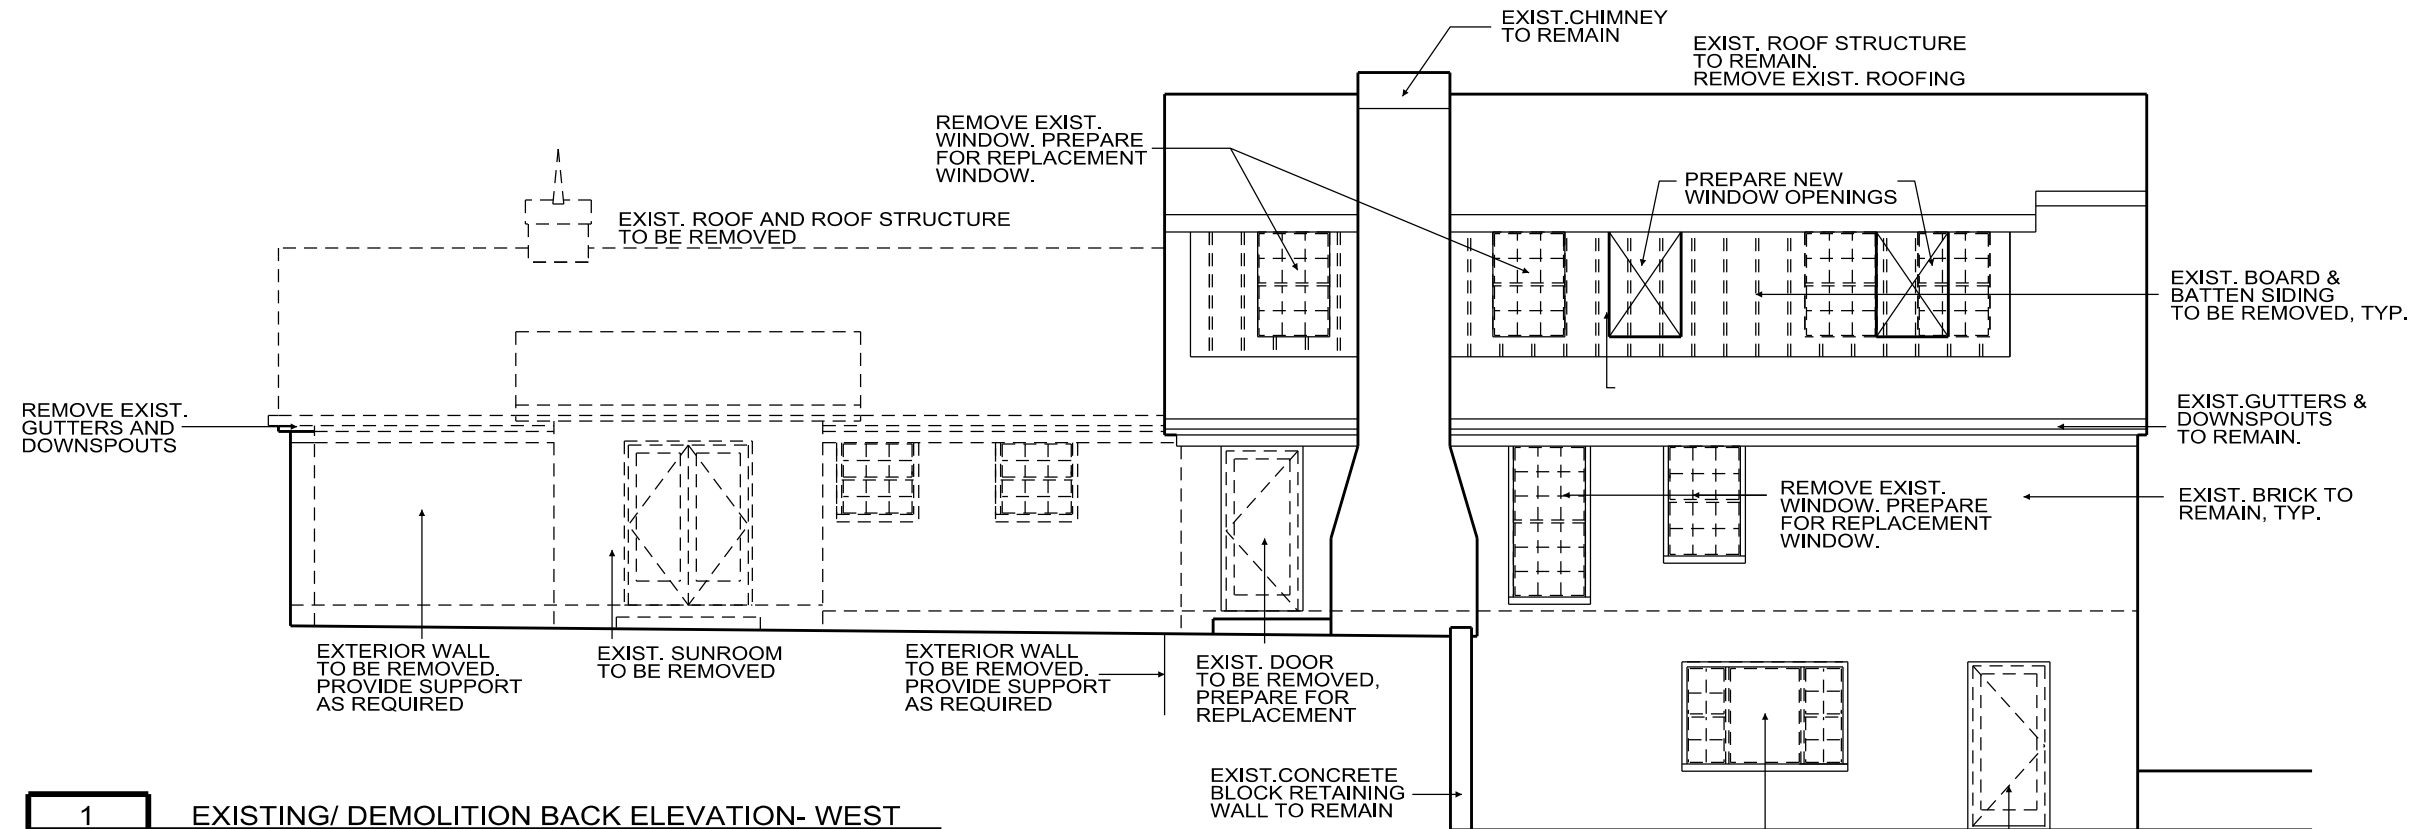 EXIST.CHIMNEY
TO REMAIN
EXIST. ROOF STRUCTURE
TO REMAIN.
REMOVE EXIST. ROOFING
REMOVE EXIST.
WINDOW. PREPARE
FOR REPLACEMENT
WINDOW.
PREPARE NEW
WINDOW OPENINGS
EXIST. ROOF AND ROOF STRUCTURE
TO BE REMOVED
EXIST. BOARD &
BATTEN SIDING
TO BE REMOVED, TYP.
REMOVE EXIST.
GUTTERS AND
DOWNSPOUTS
EXIST.GUTTERS &
DOWNSPOUTS
TO REMAIN.
REMOVE EXIST.
WINDOW. PREPARE
FOR REPLACEMENT
WINDOW.
EXIST. BRICK TO
REMAIN, TYP.
EXTERIOR WALL
TO BE REMOVED.
PROVIDE SUPPORT
AS REQUIRED
EXIST. SUNROOM
TO BE REMOVED
EXTERIOR WALL
TO BE REMOVED.
PROVIDE SUPPORT
AS REQUIRED
EXIST. DOOR
TO BE REMOVED,
PREPARE FOR
REPLACEMENT
EXIST.CONCRETE
BLOCK RETAINING
WALL TO REMAIN
1
EXISTING/ DEMOLITION BACK ELEVATION- WEST